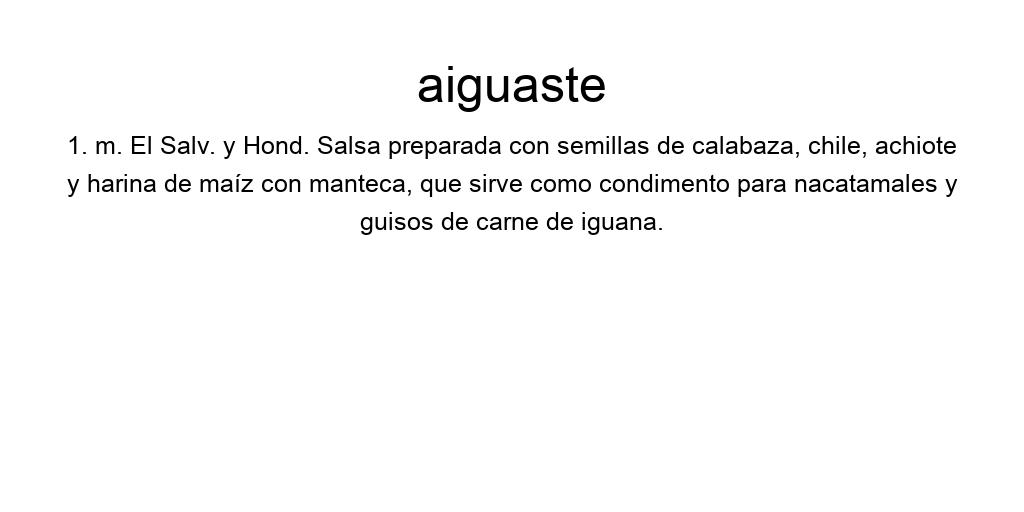 aiguaste
1. m. El Salv. y Hond. Salsa preparada con semillas de calabaza, chile, achiote
y harina de maíz con manteca, que sirve como condimento para nacatamales y
guisos de carne de iguana.